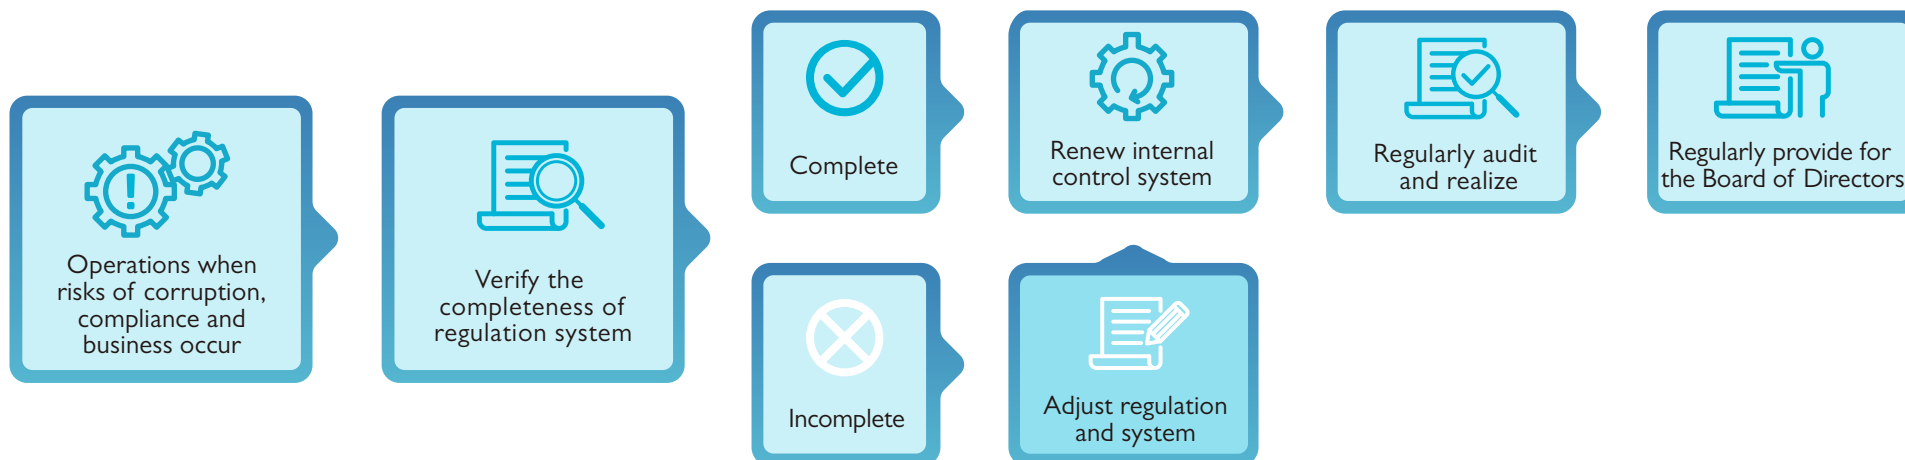 Operations when
risks of corruption,
compliance and
business occur
Verify the
completeness of
regulation system
Complete
Renew internal
control system
Regularly audit
and realize
Regularly provide for
the Board of Directors
Incomplete
Adjust regulation
and system